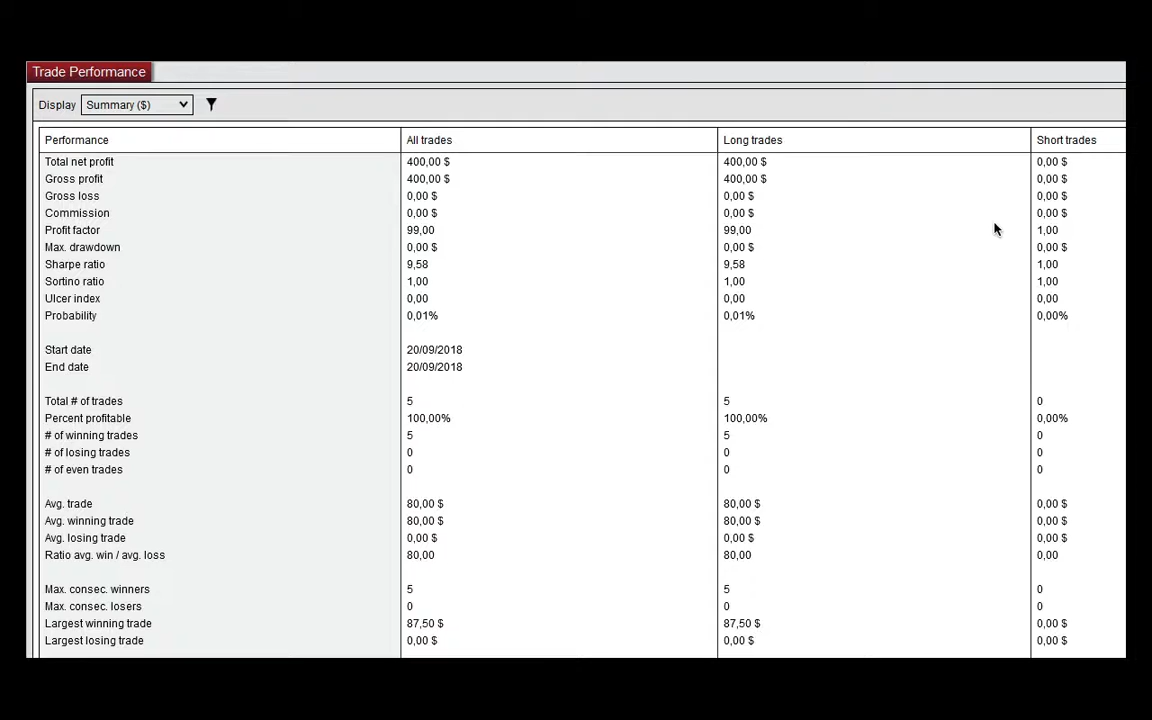 Trade Performance
Display Summary ($)
Performance All trades Long trades Short trades
Total net profit 400,00 $ 400,00 $ 0,00 $
Gross profit 400,00 $ 400,00 $ 0,00 $
Gross loss 0,00 $ 0,00 $ 0,00 $
Commission 0,00 $ 0,00 $ 0,00 $
Profit factor 99,00 99,00 1,00
Max. drawdown 0,00 $ 0,00 $ 0,00 $
Sharpe ratio 9,58 9,58 1,00
Sortino ratio 1,00 1,00 1,00
Ulcer index 0,00 0,00 0,00
Probability 0,01% 0,01% 0,00%
Start date 20/09/2018
End date 20/09/2018
Total # of trades 5 5 0
Percent profitable 100,00% 100,00% 0,00%
# of winning trades 5 5 0
# of losing trades 0 0 0
# of even trades 0 0 0
Avg. trade 80,00 $ 80,00 $ 0,00 $
Avg. winning trade 80,00 $ 80,00 $ 0,00 $
Avg. losing trade 0,00 $ 0,00 $ 0,00 $
Ratio avg. win / avg. loss 80,00 80,00 0,00
Max. consec. winners 5 5 0
Max. consec. losers 0 0 0
Largest winning trade 87,50 $ 87,50 $ 0,00 $
Largest losing trade 0,00 $ 0,00 $ 0,00 $